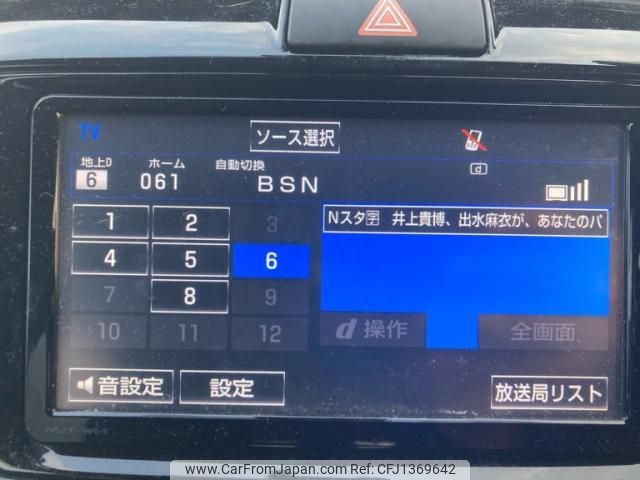 TV
ソース選択
地上D ホーム 自動切換
6 061 BSN
1 2 3
Nスタ字 井上貴博、出水麻衣が、あなたのパ
4 5 6
7 8 9
10 11 12
d 操作 全画面
音設定 設定 放送局リスト
NSZT-W64
www.CarFromJapan.com © CFJ1369642